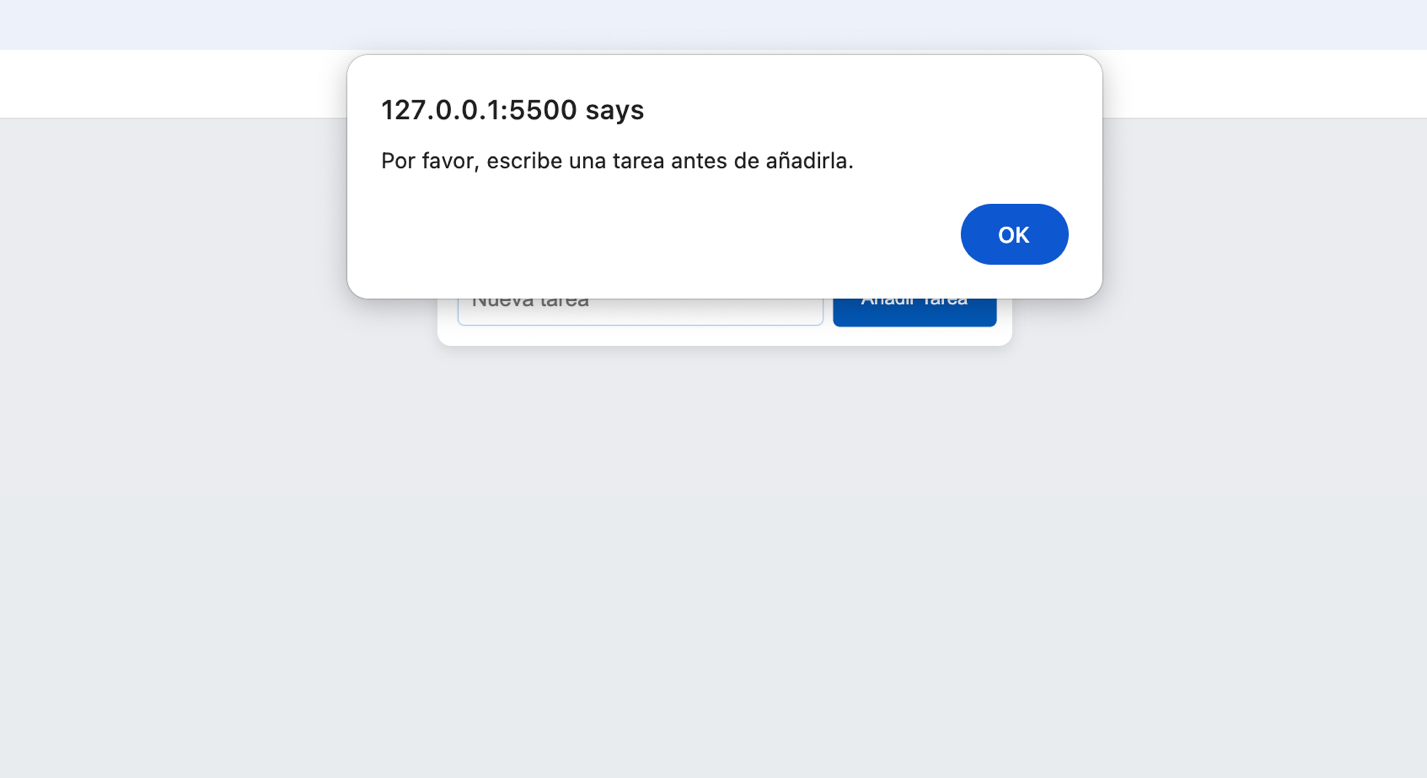 127.0.0.1:5500 says
Por favor, escribe una tarea antes de añadirla.
OK
Nueva tarea
Añadir Tarea